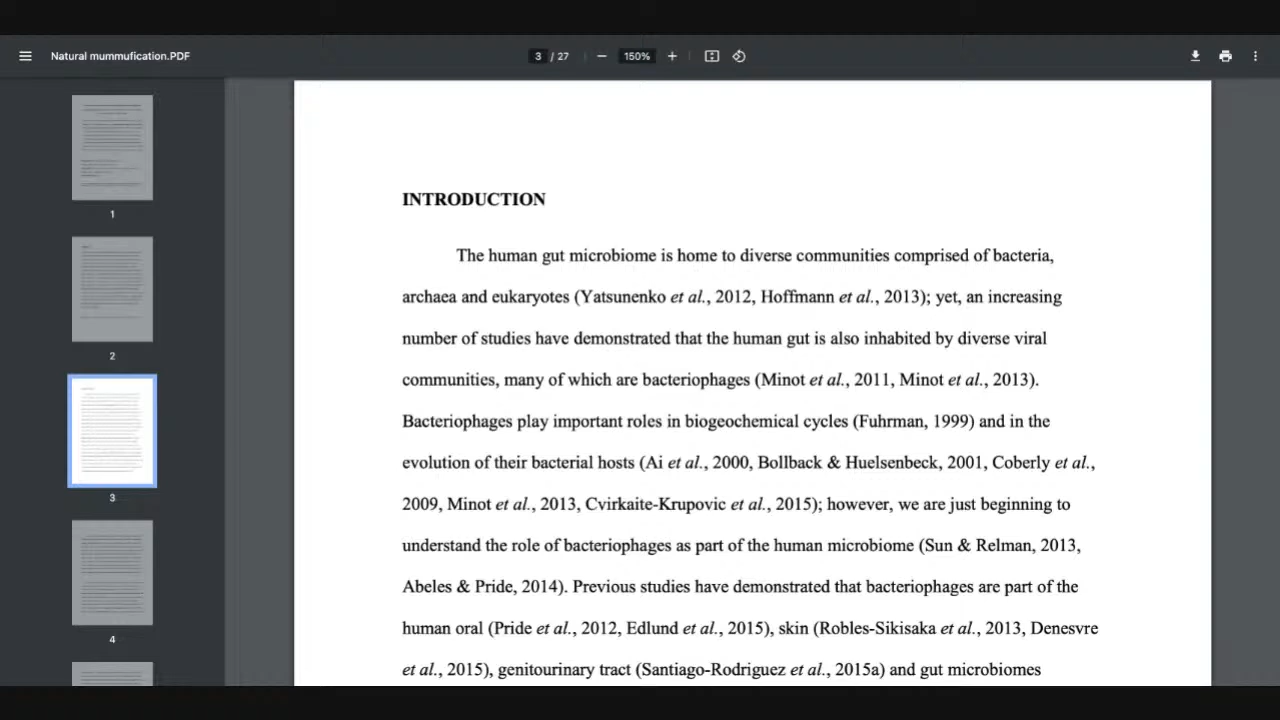 Natural mummufication.PDF
3 / 27
150%
1
2
3
4
INTRODUCTION
The human gut microbiome is home to diverse communities comprised of bacteria,
archaea and eukaryotes (Yatsunenko et al., 2012, Hoffmann et al., 2013); yet, an increasing
number of studies have demonstrated that the human gut is also inhabited by diverse viral
communities, many of which are bacteriophages (Minot et al., 2011, Minot et al., 2013).
Bacteriophages play important roles in biogeochemical cycles (Fuhrman, 1999) and in the
evolution of their bacterial hosts (Ai et al., 2000, Bollback & Huelsenbeck, 2001, Coberly et al.,
2009, Minot et al., 2013, Cvirkaite-Krupovic et al., 2015); however, we are just beginning to
understand the role of bacteriophages as part of the human microbiome (Sun & Relman, 2013,
Abeles & Pride, 2014). Previous studies have demonstrated that bacteriophages are part of the
human oral (Pride et al., 2012, Edlund et al., 2015), skin (Robles-Sikisaka et al., 2013, Denesvre
et al., 2015), genitourinary tract (Santiago-Rodriguez et al., 2015a) and gut microbiomes